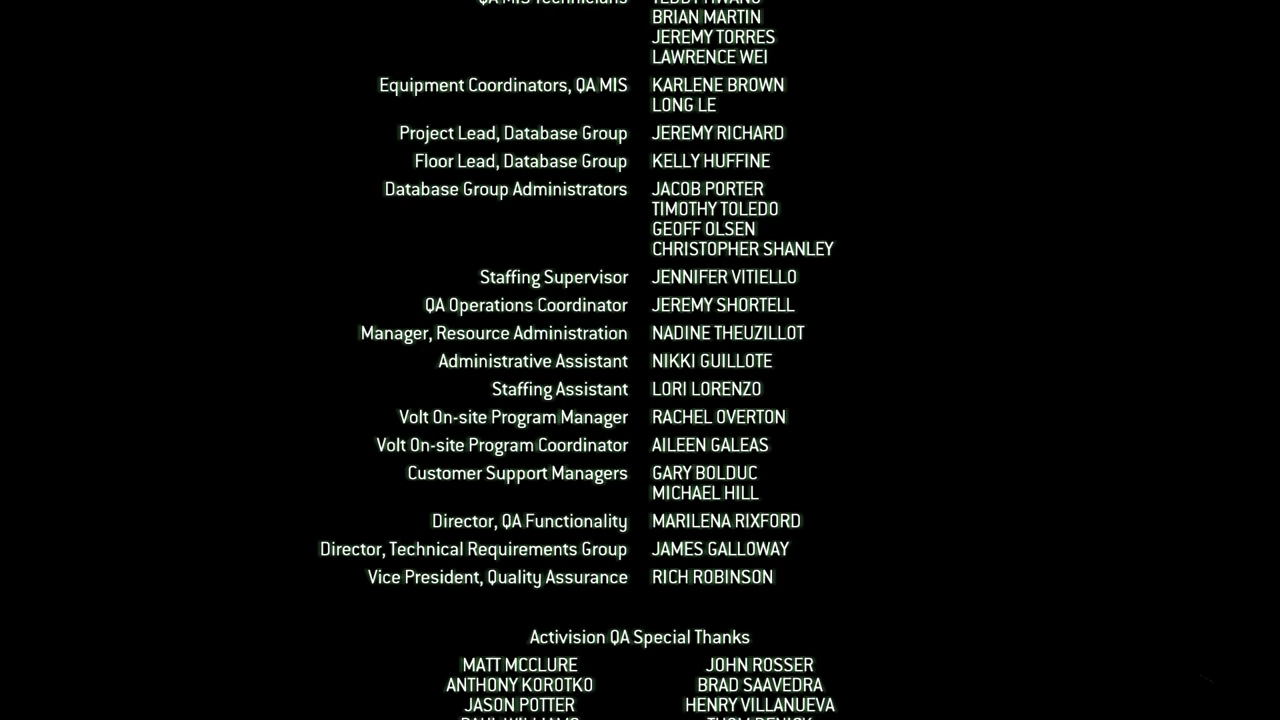 QA MIS Technicians TEDDY HWANG
BRIAN MARTIN
JEREMY TORRES
LAWRENCE WEI
Equipment Coordinators, QA MIS KARLENE BROWN
LONG LE
Project Lead, Database Group JEREMY RICHARD
Floor Lead, Database Group KELLY HUFFINE
Database Group Administrators JACOB PORTER
TIMOTHY TOLEDO
GEOFF OLSEN
CHRISTOPHER SHANLEY
Staffing Supervisor JENNIFER VITIELLO
QA Operations Coordinator JEREMY SHORTELL
Manager, Resource Administration NADINE THEUZILLOT
Administrative Assistant NIKKI GUILLOTE
Staffing Assistant LORI LORENZO
Volt On-site Program Manager RACHEL OVERTON
Volt On-site Program Coordinator AILEEN GALEAS
Customer Support Managers GARY BOLDUC
MICHAEL HILL
Director, QA Functionality MARILENA RIXFORD
Director, Technical Requirements Group JAMES GALLOWAY
Vice President, Quality Assurance RICH ROBINSON
Activision QA Special Thanks
MATT MCCLURE JOHN ROSSER
ANTHONY KOROTKO BRAD SAAVEDRA
JASON POTTER HENRY VILLANUEVA